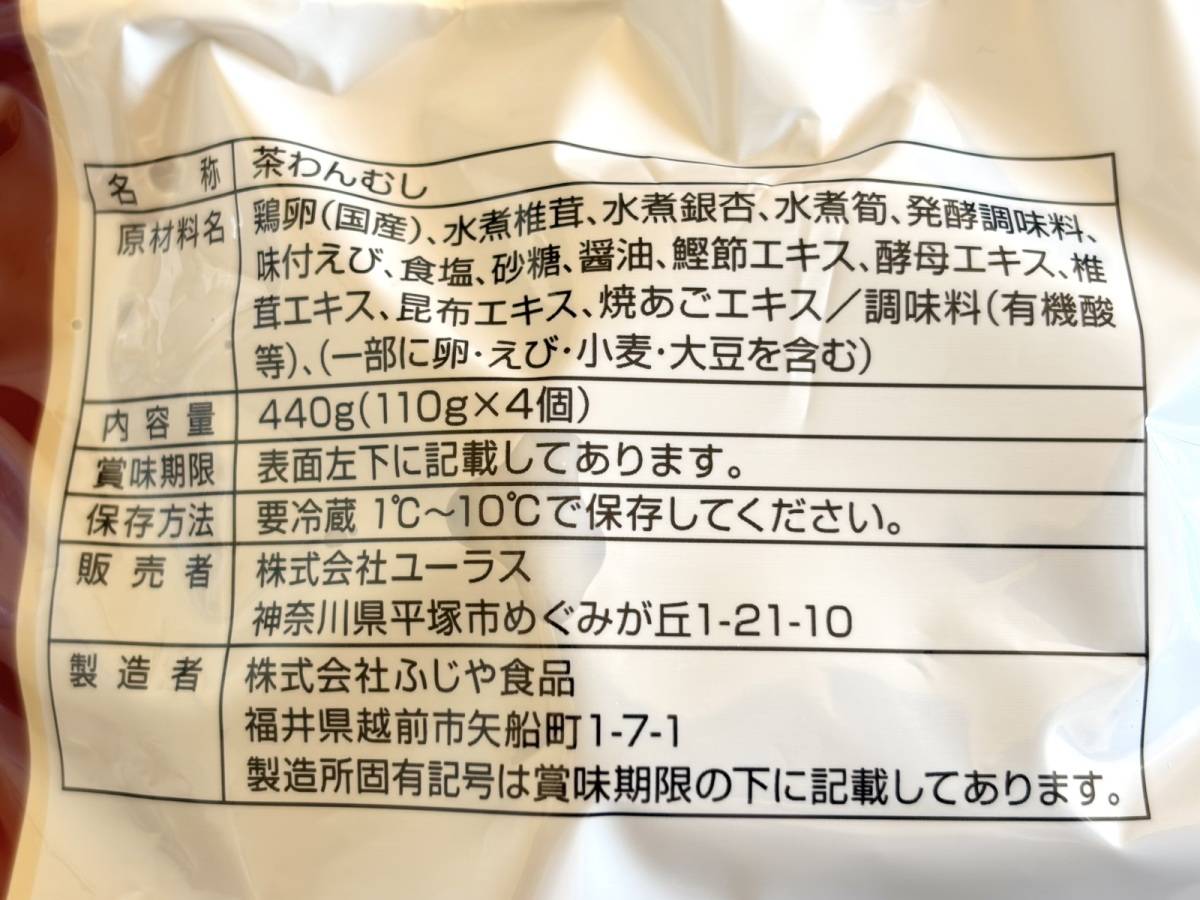 名称 茶わんむし
原材料名 鶏卵(国産)、水煮椎茸、水煮銀杏、水煮筍、発酵調味料、
味付えび、食塩、砂糖、醤油、鰹節エキス、酵母エキス、椎
茸エキス、昆布エキス、焼あごエキス／調味料(有機酸
等)、(一部に卵・えび・小麦・大豆を含む)
内容量 440g(110g×4個)
賞味期限 表面左下に記載してあります。
保存方法 要冷蔵 1℃～10℃で保存してください。
販売者 株式会社ユーラス
神奈川県平塚市めぐみが丘1-21-10
製造者 株式会社ふじや食品
福井県越前市矢船町1-7-1
製造所固有記号は賞味期限の下に記載してあります。